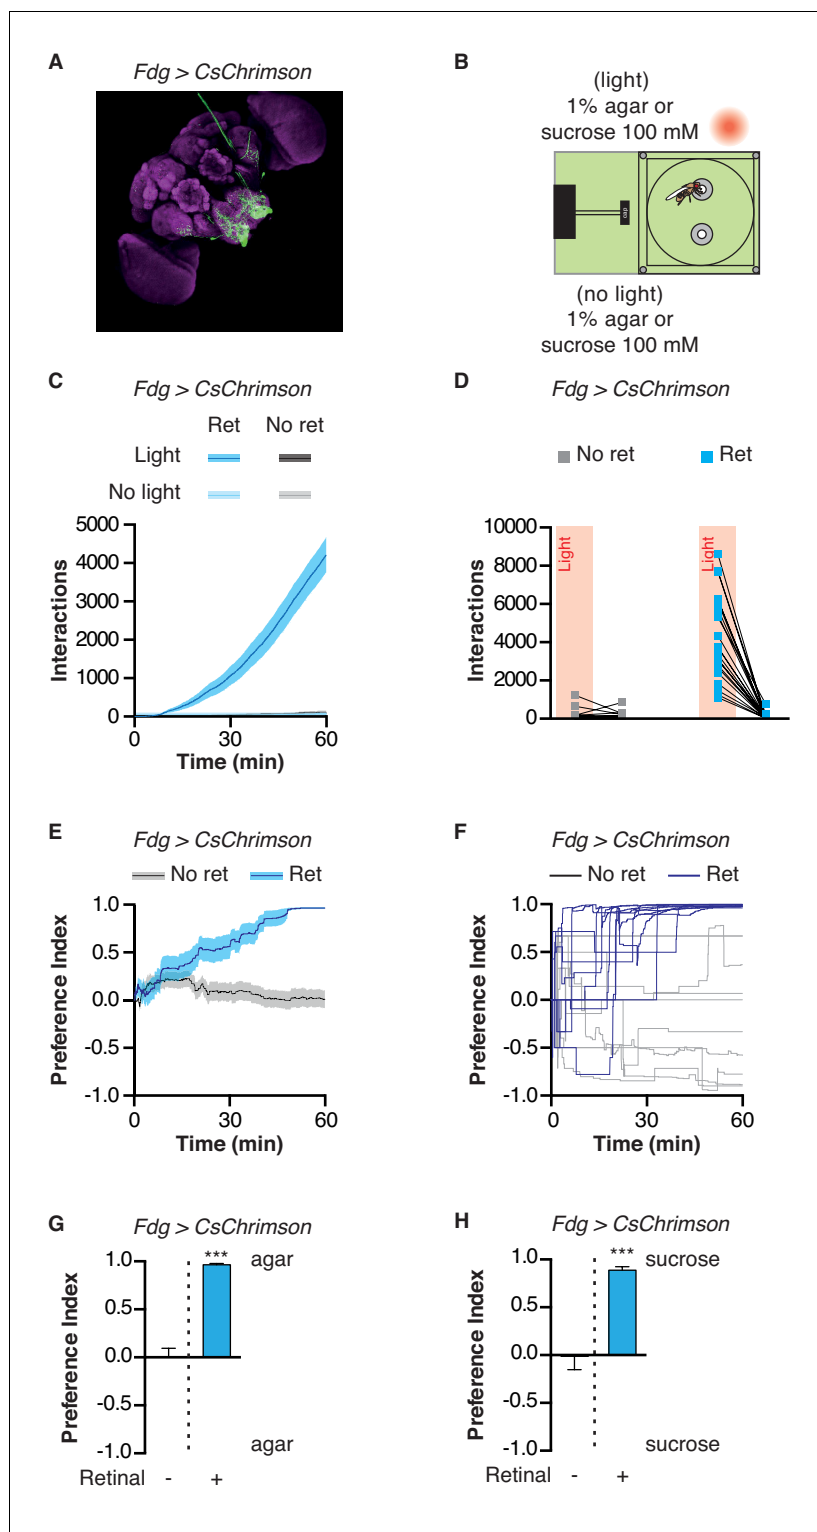 A
Fdg > CsChrimson
B
(light)
1% agar or
sucrose 100 mM
(no light)
1% agar or
sucrose 100 mM
C
Fdg > CsChrimson
Ret No ret
Light
No light
5000
4000
3000
2000
1000
0
Interactions
0 30 60
Time (min)
D
Fdg > CsChrimson
No ret Ret
10000
8000
6000
4000
2000
0
Interactions
Light
Light
E
Fdg > CsChrimson
No ret Ret
1.0
0.5
0.0
-0.5
-1.0
Preference Index
0 30 60
Time (min)
F
Fdg > CsChrimson
No ret Ret
1.0
0.5
0.0
-0.5
-1.0
Preference Index
0 30 60
Time (min)
G
Fdg > CsChrimson
1.0
0.5
0.0
-0.5
-1.0
Preference Index
*** agar
agar
Retinal - +
H
Fdg > CsChrimson
1.0
0.5
0.0
-0.5
-1.0
Preference Index
*** sucrose
sucrose
Retinal - +